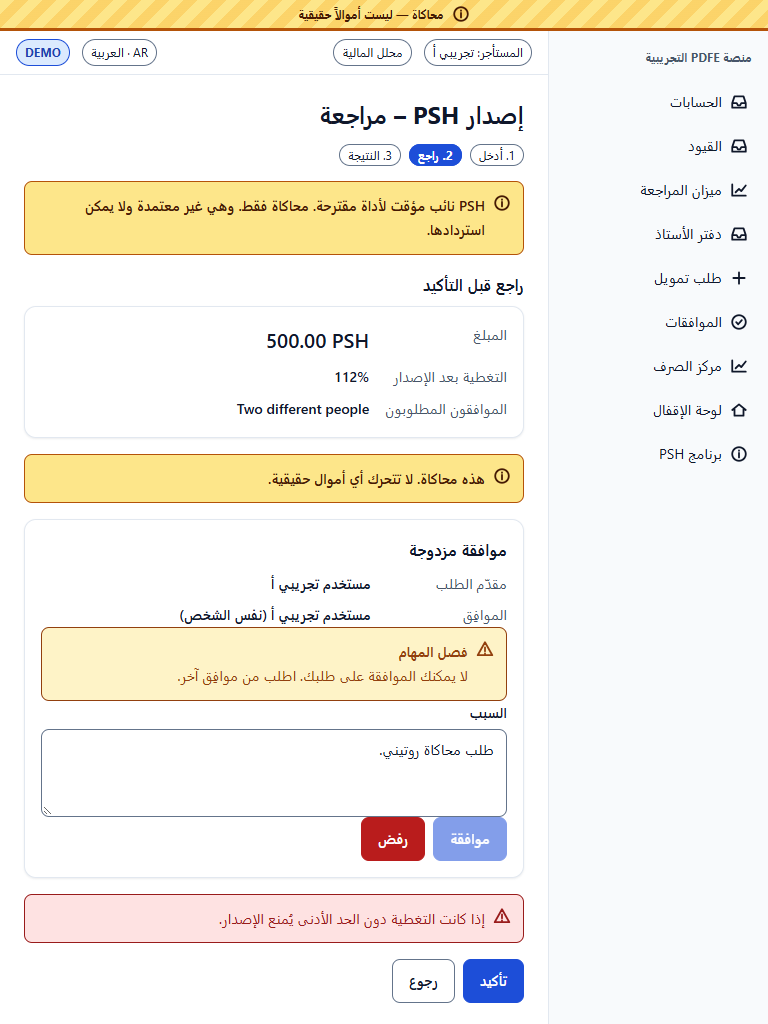 محاكاة — ليست أموالاً حقيقية
منصة PDFE التجريبية
الحسابات
القيود
ميزان المراجعة
دفتر الأستاذ
طلب تمويل
الموافقات
مركز الصرف
لوحة الإقفال
برنامج PSH
المستأجر: تجريبي أ
محلل المالية
AR · العربية
DEMO
إصدار PSH – مراجعة
1. أدخل
2. راجع
3. النتيجة
PSH نائب مؤقت لأداة مقترحة. محاكاة فقط. وهي غير معتمدة ولا يمكن
استردادها.
راجع قبل التأكيد
المبلغ
500.00 PSH
التغطية بعد الإصدار
112%
الموافقون المطلوبون
Two different people
هذه محاكاة. لا تتحرك أي أموال حقيقية.
موافقة مزدوجة
مقدّم الطلب
مستخدم تجريبي أ
الموافِق
مستخدم تجريبي أ (نفس الشخص)
فصل المهام
لا يمكنك الموافقة على طلبك. اطلب من موافِق آخر.
السبب
طلب محاكاة روتيني.
موافقة
رفض
إذا كانت التغطية دون الحد الأدنى يُمنع الإصدار.
تأكيد
رجوع